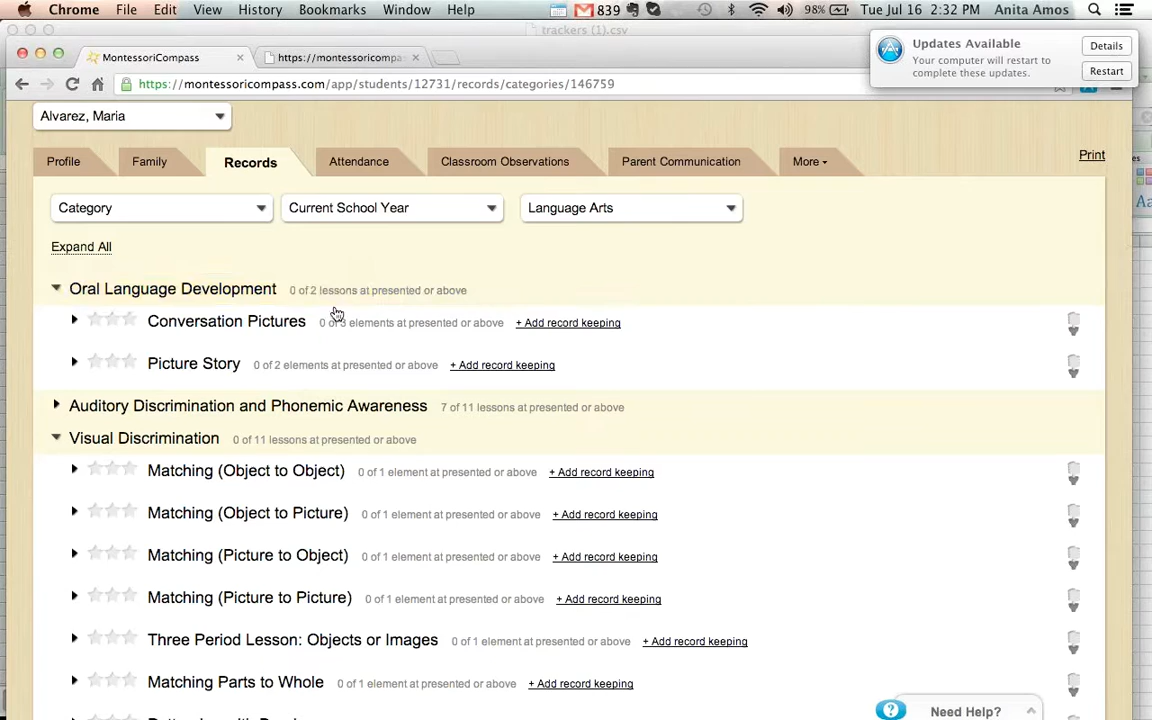 Chrome File Edit View History Bookmarks Window Help 839 98% Tue Jul 16 2:32 PM Anita Amos
trackers (1).csv
MontessoriCompass × https://montessoricompa ×
https://montessoricompass.com/app/students/12731/records/categories/146759
Updates Available
Your computer will restart to complete these updates.
Details
Restart
Alvarez, Maria
Profile Family Records Attendance Classroom Observations Parent Communication More Print
Category Current School Year Language Arts
Expand All
Oral Language Development 0 of 2 lessons at presented or above
Conversation Pictures 0 of 3 elements at presented or above + Add record keeping
Picture Story 0 of 2 elements at presented or above + Add record keeping
Auditory Discrimination and Phonemic Awareness 7 of 11 lessons at presented or above
Visual Discrimination 0 of 11 lessons at presented or above
Matching (Object to Object) 0 of 1 element at presented or above + Add record keeping
Matching (Object to Picture) 0 of 1 element at presented or above + Add record keeping
Matching (Picture to Object) 0 of 1 element at presented or above + Add record keeping
Matching (Picture to Picture) 0 of 1 element at presented or above + Add record keeping
Three Period Lesson: Objects or Images 0 of 1 element at presented or above + Add record keeping
Matching Parts to Whole 0 of 1 element at presented or above + Add record keeping
? Need Help?